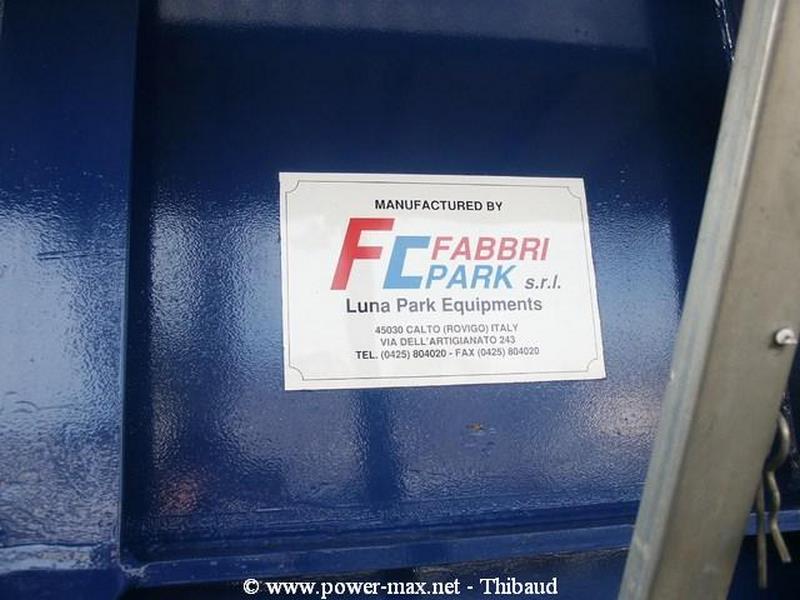 MANUFACTURED BY
FC FABBRI
PARK s.r.l.
Luna Park Equipments
45030 CALTO (ROVIGO) ITALY
VIA DELL'ARTIGIANATO 243
TEL. (0425) 804020 - FAX (0425) 804020
© www.power-max.net - Thibaud